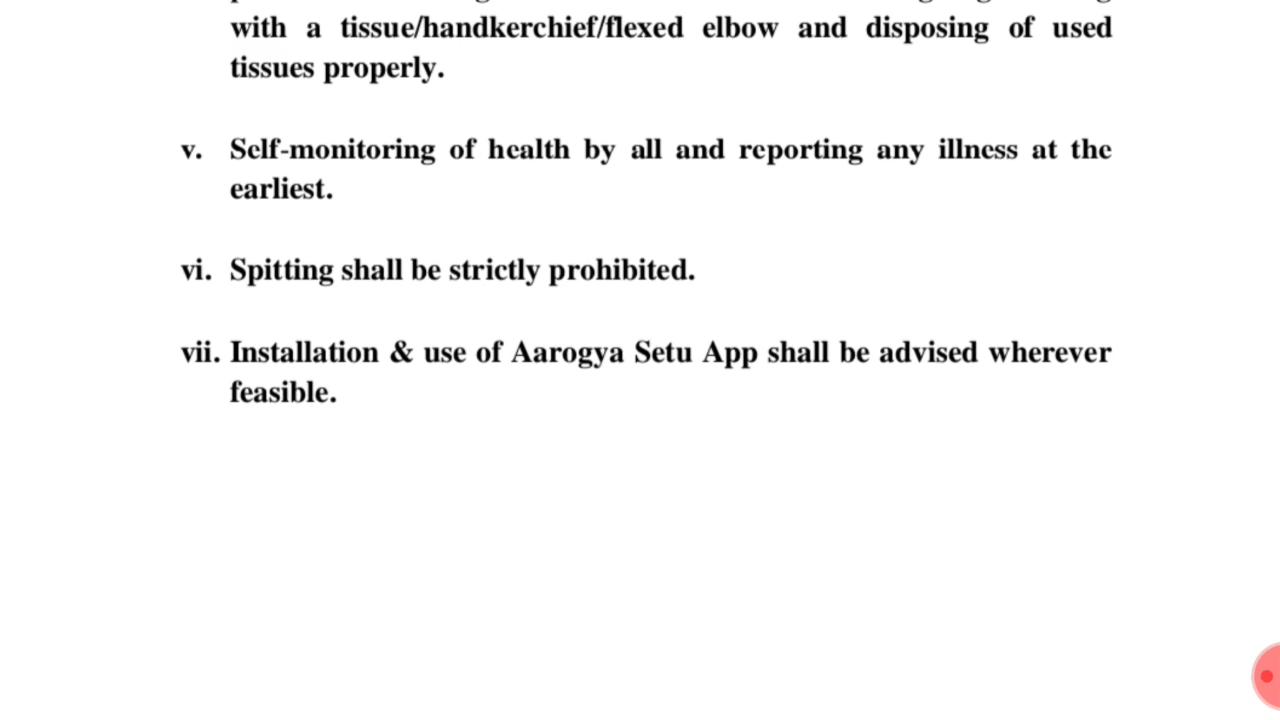 with a tissue/handkerchief/flexed elbow and disposing of used
tissues properly.
v. Self-monitoring of health by all and reporting any illness at the
earliest.
vi. Spitting shall be strictly prohibited.
vii. Installation & use of Aarogya Setu App shall be advised wherever
feasible.